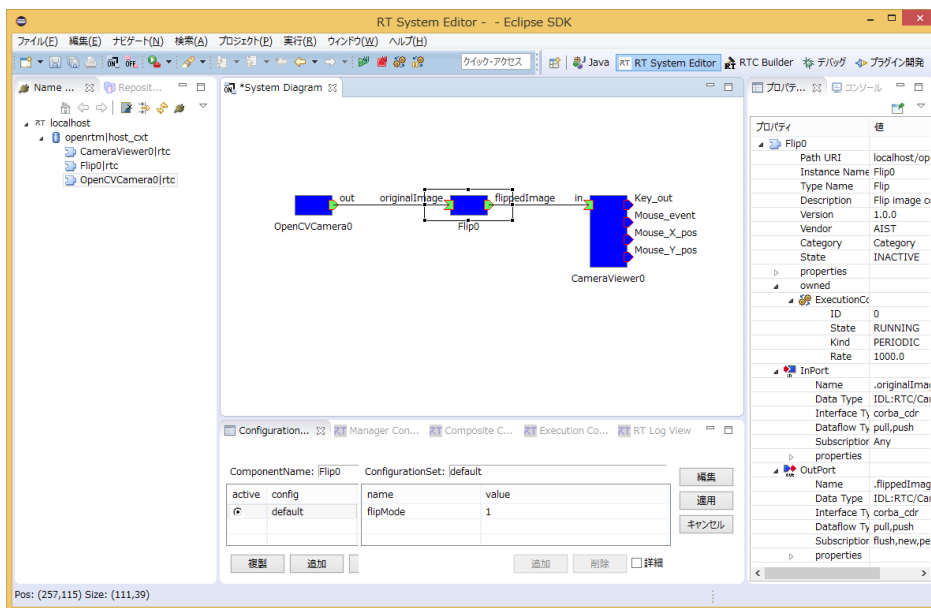 RT System Editor - - Eclipse SDK
ファイル(F) 編集(E) ナビゲート(N) 検索(A) プロジェクト(P) 実行(R) ウィンドウ(W) ヘルプ(H)
クイック・アクセス Java RT RT System Editor RTC Builder デバッグ プラグイン開発
Name ... Reposit...
RT localhost
openrtm|host_cxt
CameraViewer0|rtc
Flip0|rtc
OpenCVCamera0|rtc
*System Diagram
out originalImage flippedImage in Key_out
Mouse_event
Mouse_X_pos
Mouse_Y_pos
OpenCVCamera0 Flip0
CameraViewer0
Configuration... RT Manager Con... RT Composite C... RT Execution Co... RT RT Log View
ComponentName: Flip0 ConfigurationSet: default
active config name value
default flipMode 1
編集
適用
キャンセル
複製 追加 追加 削除 詳細
プロパテ... コンソール
プロパティ 値
Flip0
Path URI localhost/op
Instance Name Flip0
Type Name Flip
Description Flip image c
Version 1.0.0
Vendor AIST
Category Category
State INACTIVE
properties
owned
ExecutionCo
ID 0
State RUNNING
Kind PERIODIC
Rate 1000.0
InPort
Name .originalIma
Data Type IDL:RTC/Ca
Interface Ty corba_cdr
Dataflow Ty pull,push
Subscription Any
properties
OutPort
Name .flippedImag
Data Type IDL:RTC/Ca
Interface Ty corba_cdr
Dataflow Ty pull,push
Subscription flush,new,pe
properties
Pos: (257,115) Size: (111,39)